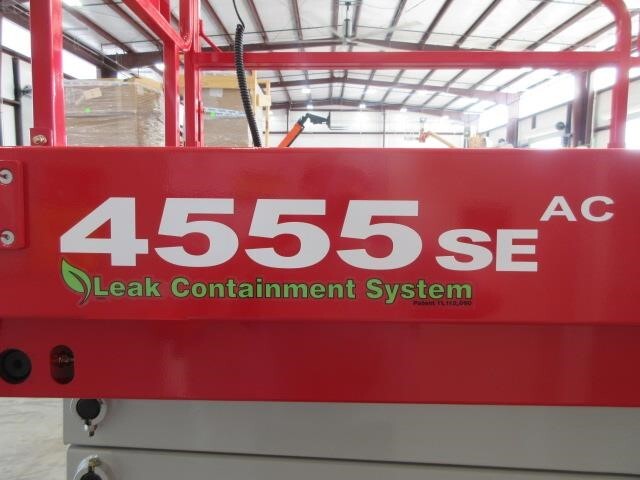 4555 SE AC
Leak Containment System